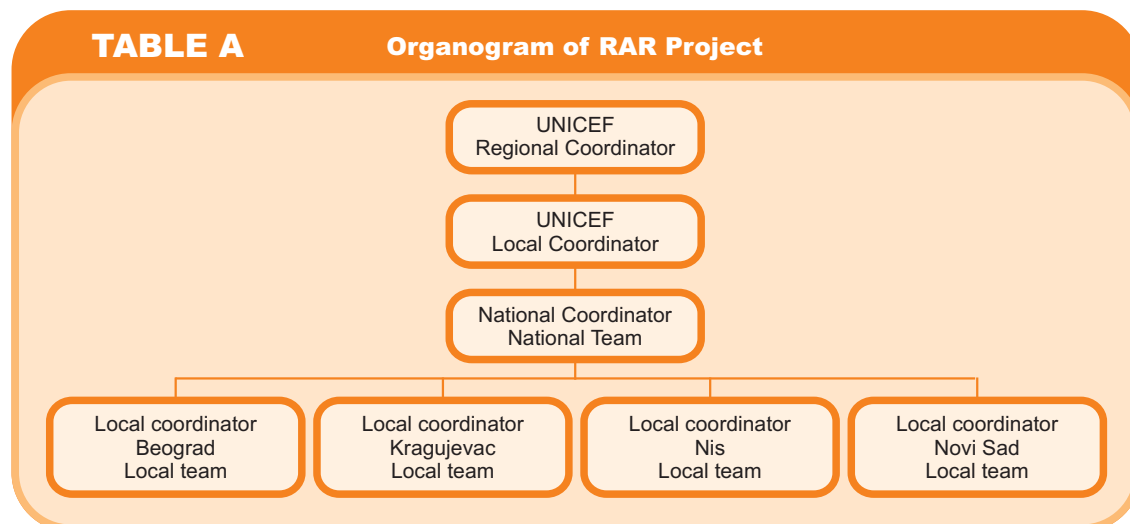 TABLE A
Organogram of RAR Project
UNICEF
Regional Coordinator
UNICEF
Local Coordinator
National Coordinator
National Team
Local coordinator
Beograd
Local team
Local coordinator
Kragujevac
Local team
Local coordinator
Nis
Local team
Local coordinator
Novi Sad
Local team